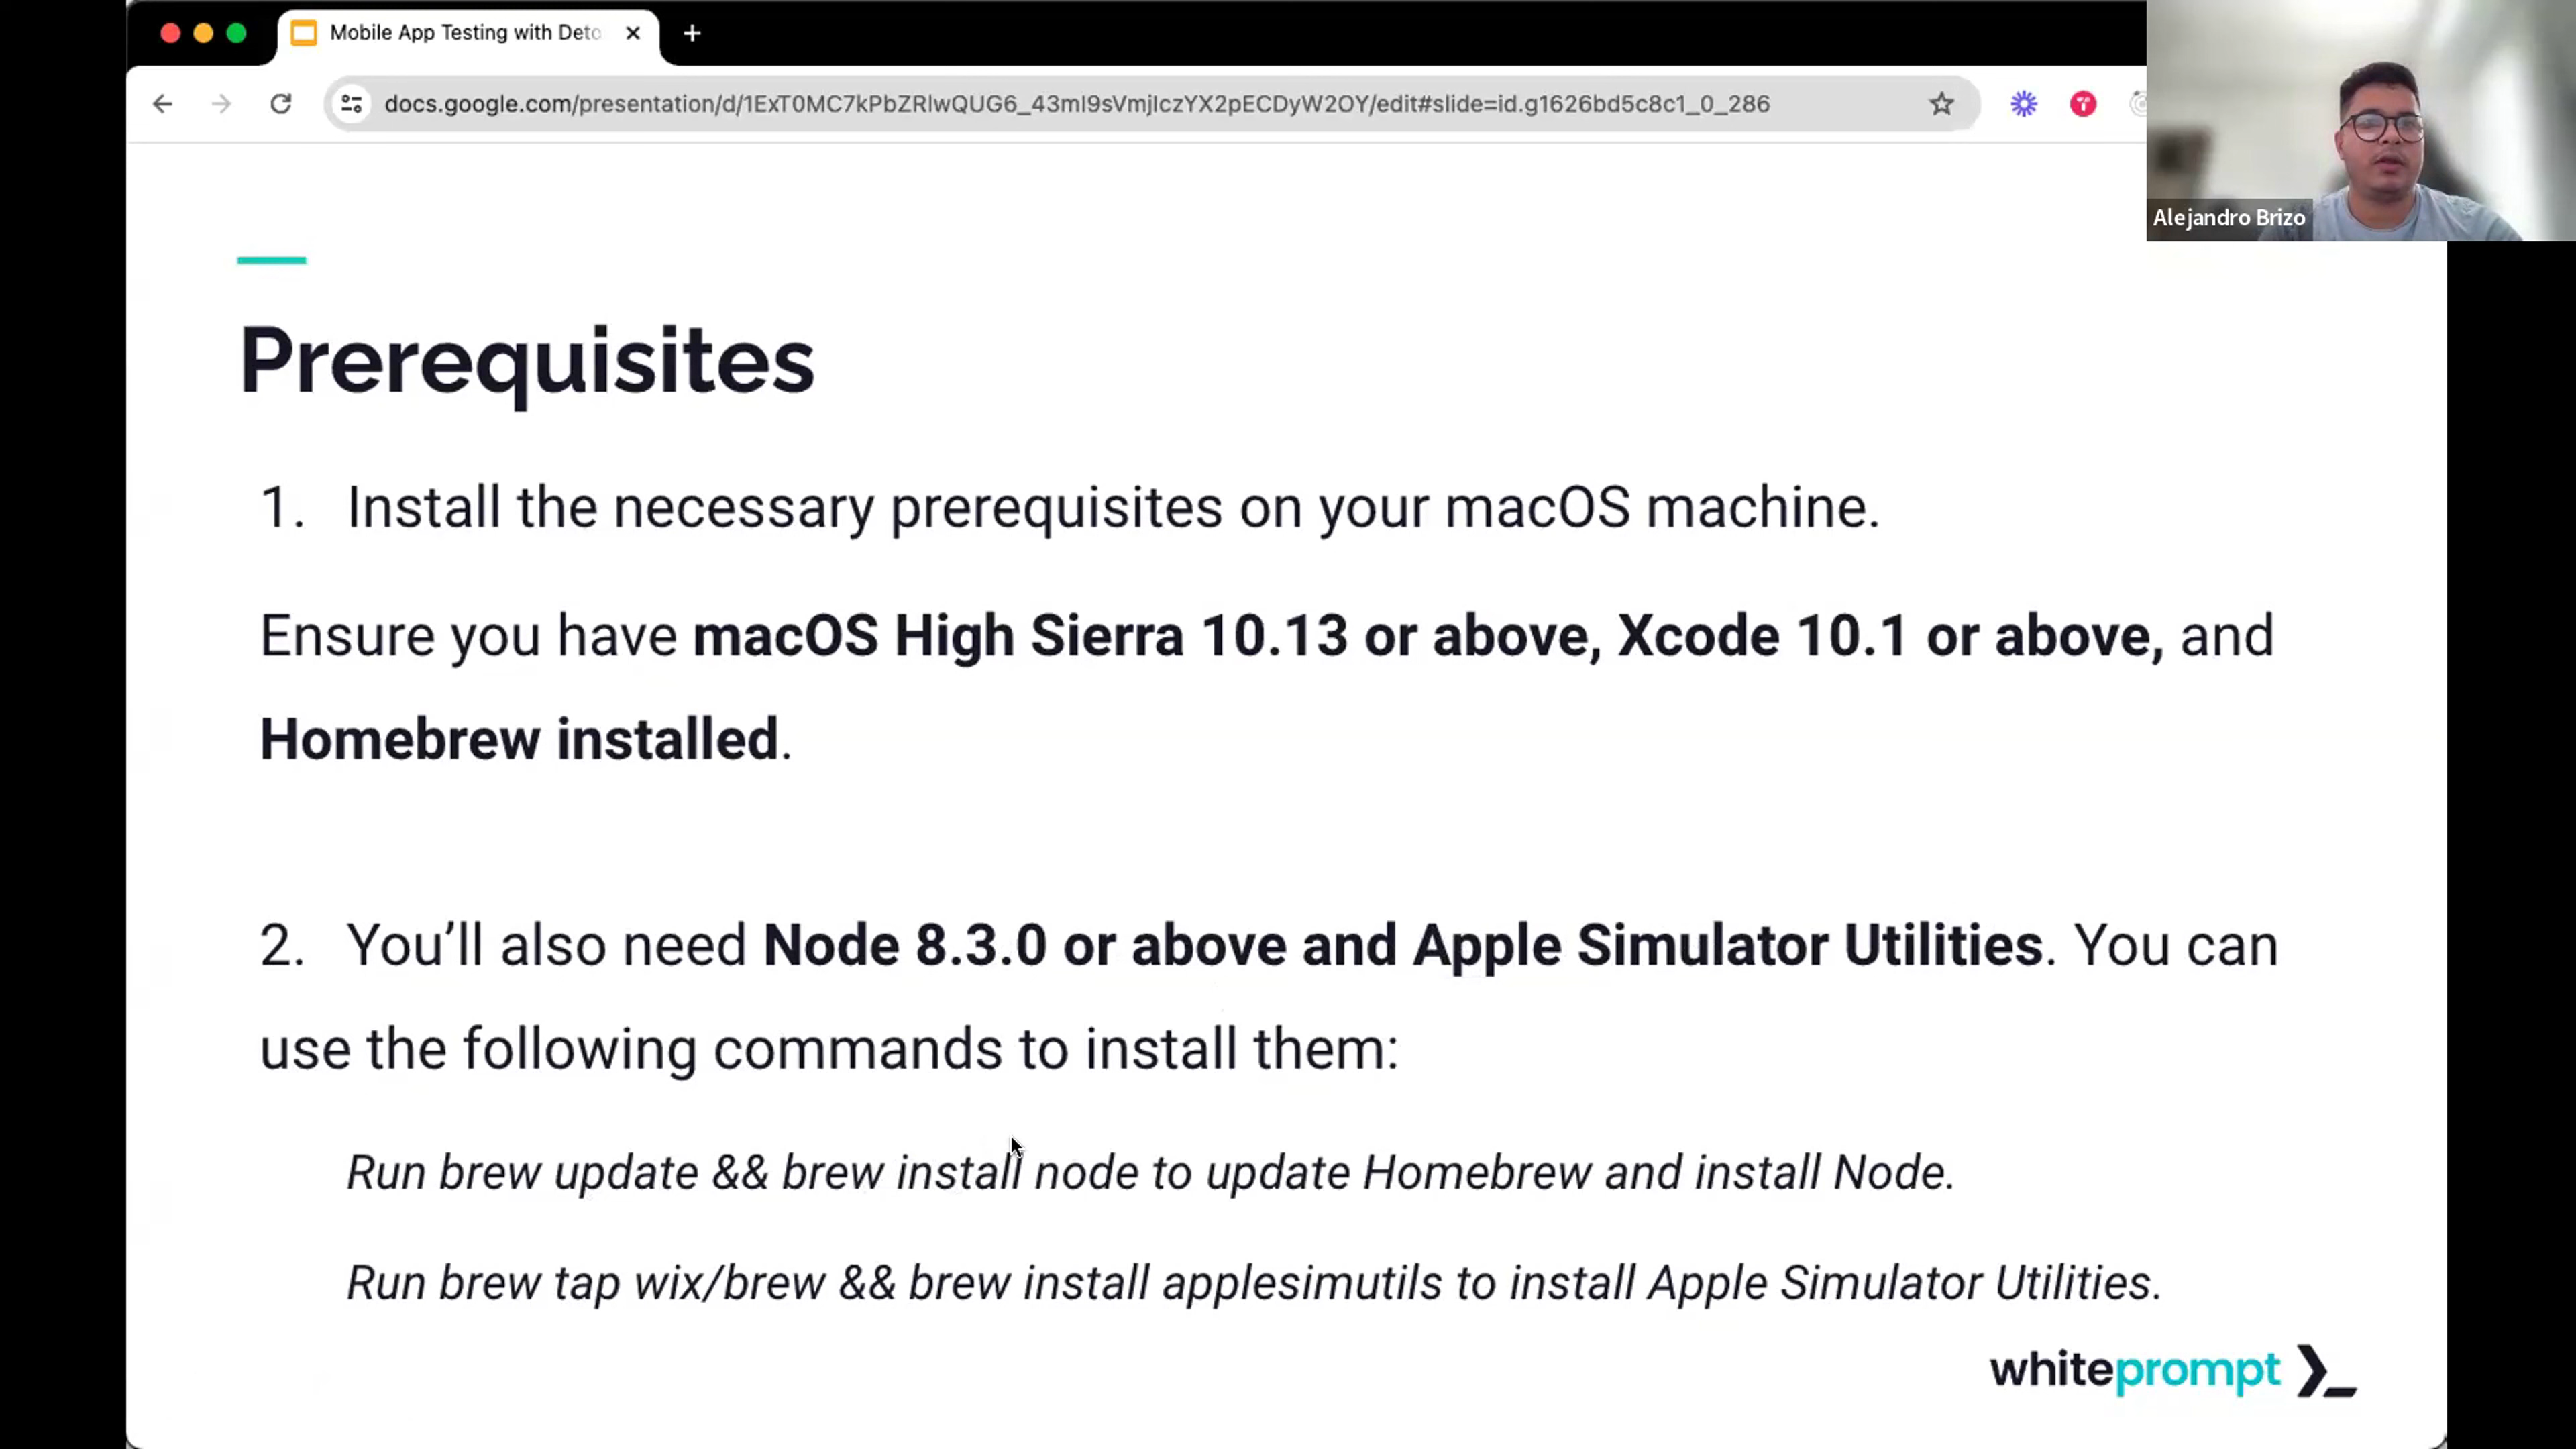 Mobile App Testing with Deto
docs.google.com/presentation/d/1ExT0MC7kPbZRlwQUG6_43ml9sVmjIczYX2pECDyW2OY/edit#slide=id.g1626bd5c8c1_0_286
Alejandro Brizo
Prerequisites
1. Install the necessary prerequisites on your macOS machine.
Ensure you have macOS High Sierra 10.13 or above, Xcode 10.1 or above, and
Homebrew installed.
2. You’ll also need Node 8.3.0 or above and Apple Simulator Utilities. You can
use the following commands to install them:
Run brew update && brew install node to update Homebrew and install Node.
Run brew tap wix/brew && brew install applesimutils to install Apple Simulator Utilities.
whiteprompt